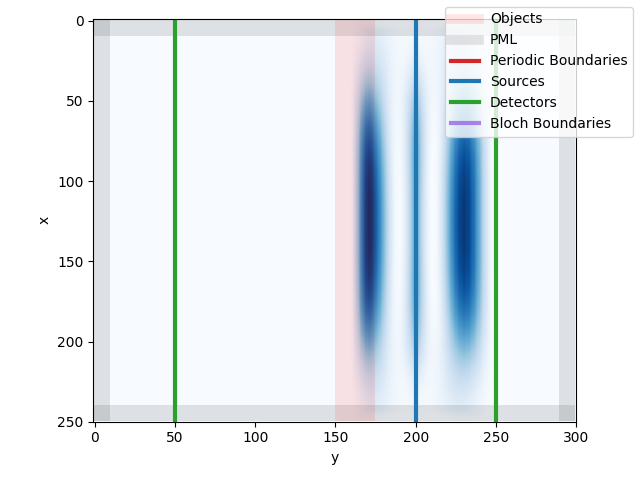 Objects
PML
Periodic Boundaries
Sources
Detectors
Bloch Boundaries
0
50
100
150
200
250
x
0
50
100
150
200
250
300
y